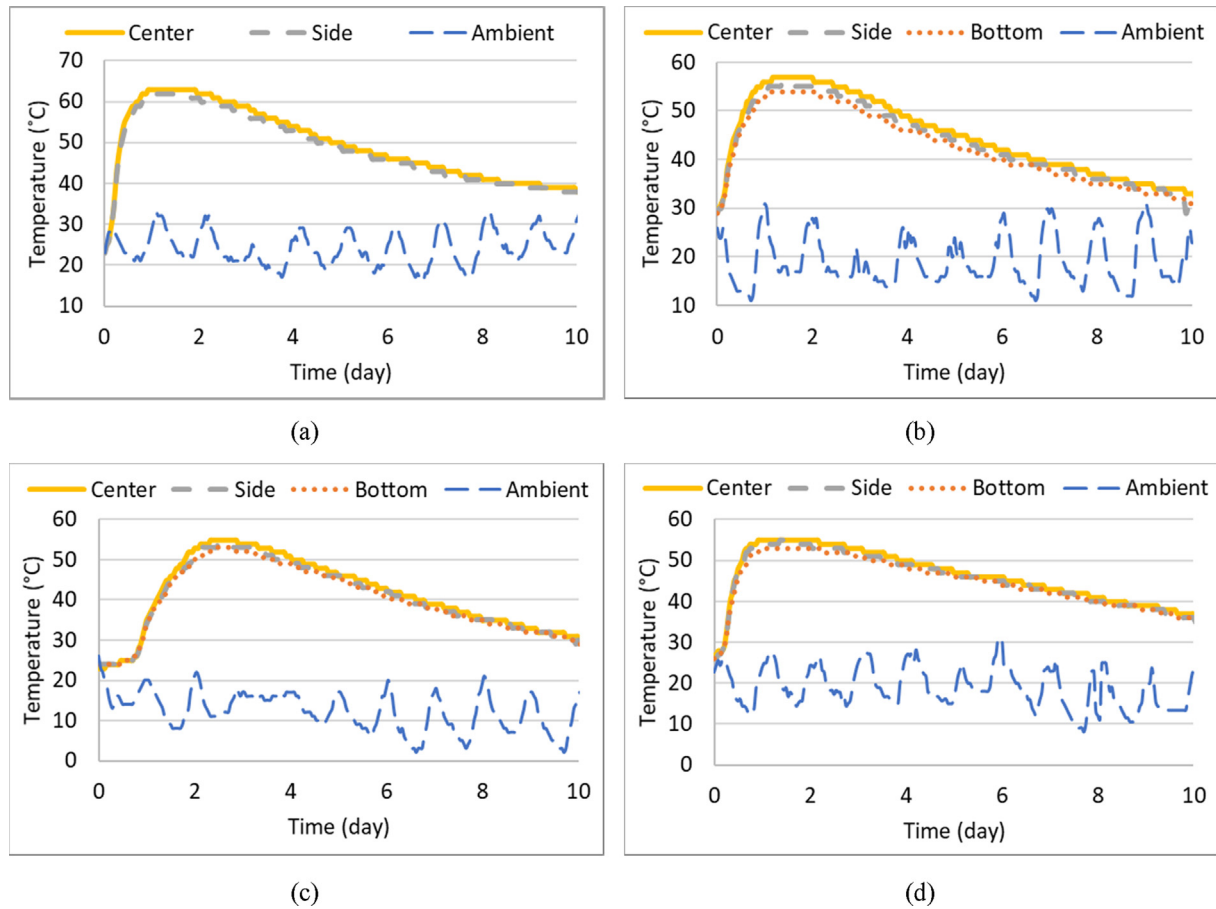 Center Side Ambient
70
60
50
40
30
20
10
Temperature (°C)
0 2 4 6 8 10
Time (day)
(a)
Center Side Bottom Ambient
60
50
40
30
20
10
Temperature (°C)
0 2 4 6 8 10
Time (day)
(b)
Center Side Bottom Ambient
60
50
40
30
20
10
0
Temperature (°C)
0 2 4 6 8 10
Time (day)
(c)
Center Side Bottom Ambient
60
50
40
30
20
10
0
Temperature (°C)
0 2 4 6 8 10
Time (day)
(d)